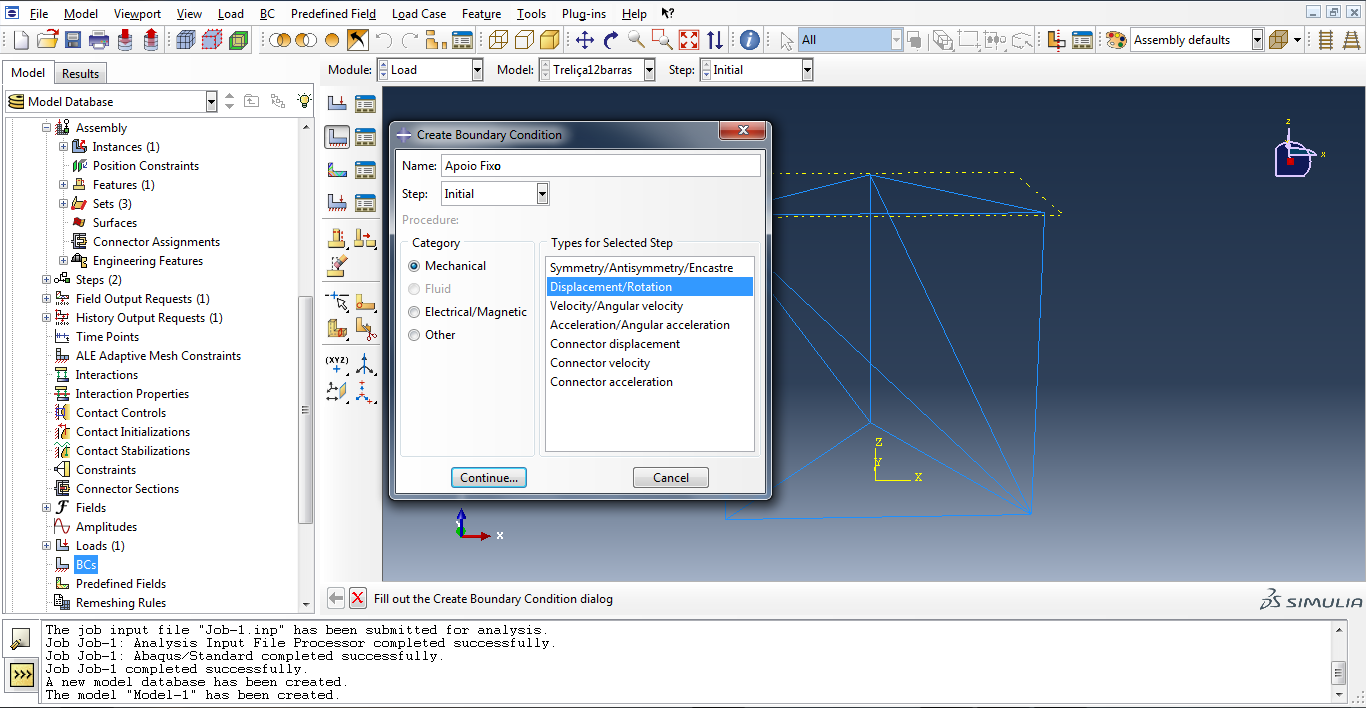 File Model Viewport View Load BC Predefined Field Load Case Feature Tools Plug-ins Help
All Assembly defaults
Model Results
Module: Load Model: Treliça12barras Step: Initial
Model Database
Assembly
Instances (1)
Position Constraints
Features (1)
Sets (3)
Surfaces
Connector Assignments
Engineering Features
Steps (2)
Field Output Requests (1)
History Output Requests (1)
Time Points
ALE Adaptive Mesh Constraints
Interactions
Interaction Properties
Contact Controls
Contact Initializations
Contact Stabilizations
Constraints
Connector Sections
Fields
Amplitudes
Loads (1)
BCs
Predefined Fields
Remeshing Rules
(XYZ)
Create Boundary Condition
Name: Apoio Fixo
Step: Initial
Procedure:
Category
Mechanical
Fluid
Electrical/Magnetic
Other
Types for Selected Step
Symmetry/Antisymmetry/Encastre
Displacement/Rotation
Velocity/Angular velocity
Acceleration/Angular acceleration
Connector displacement
Connector velocity
Connector acceleration
Continue... Cancel
z
x
Z
Y
X
X
Fill out the Create Boundary Condition dialog
SIMULIA
The job input file "Job-1.inp" has been submitted for analysis.
Job Job-1: Analysis Input File Processor completed successfully.
Job Job-1: Abaqus/Standard completed successfully.
Job Job-1 completed successfully.
A new model database has been created.
The model "Model-1" has been created.